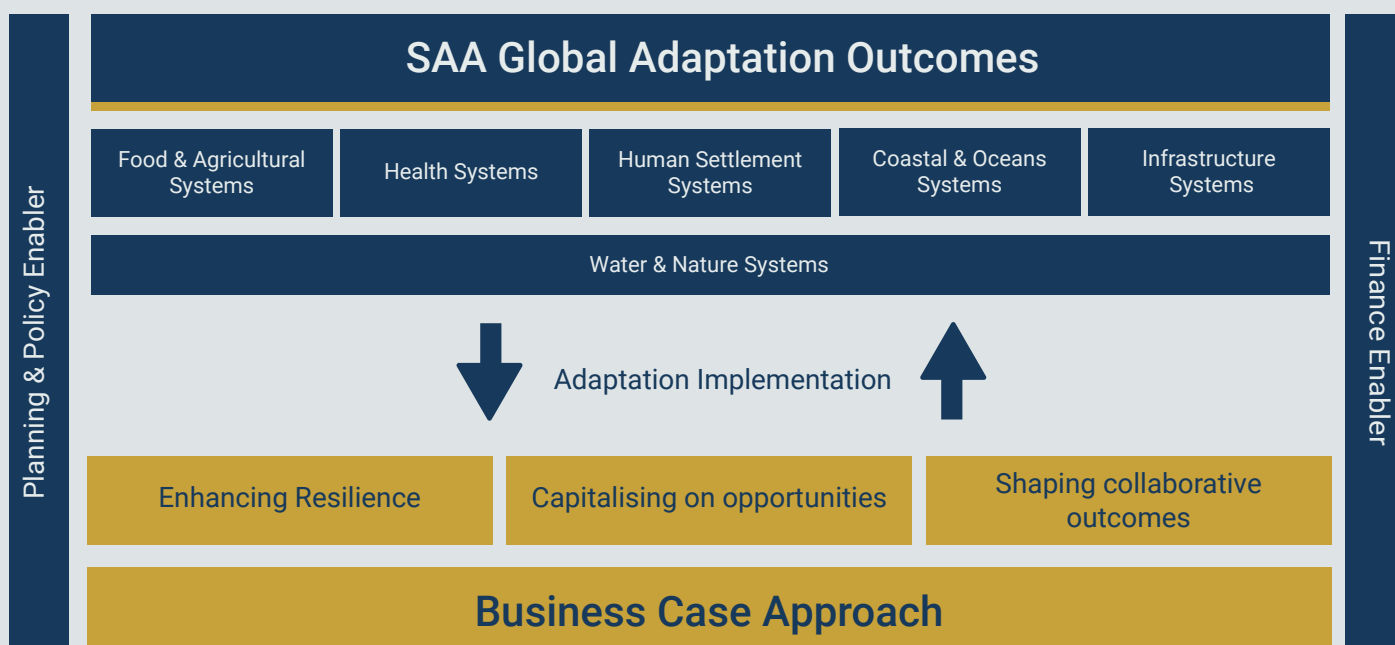 SAA Global Adaptation Outcomes
Food & Agricultural
Systems
Health Systems
Human Settlement
Systems
Coastal & Oceans
Systems
Infrastructure
Systems
Water & Nature Systems
Planning & Policy Enabler
Finance Enabler
Adaptation Implementation
Enhancing Resilience
Capitalising on opportunities
Shaping collaborative
outcomes
Business Case Approach